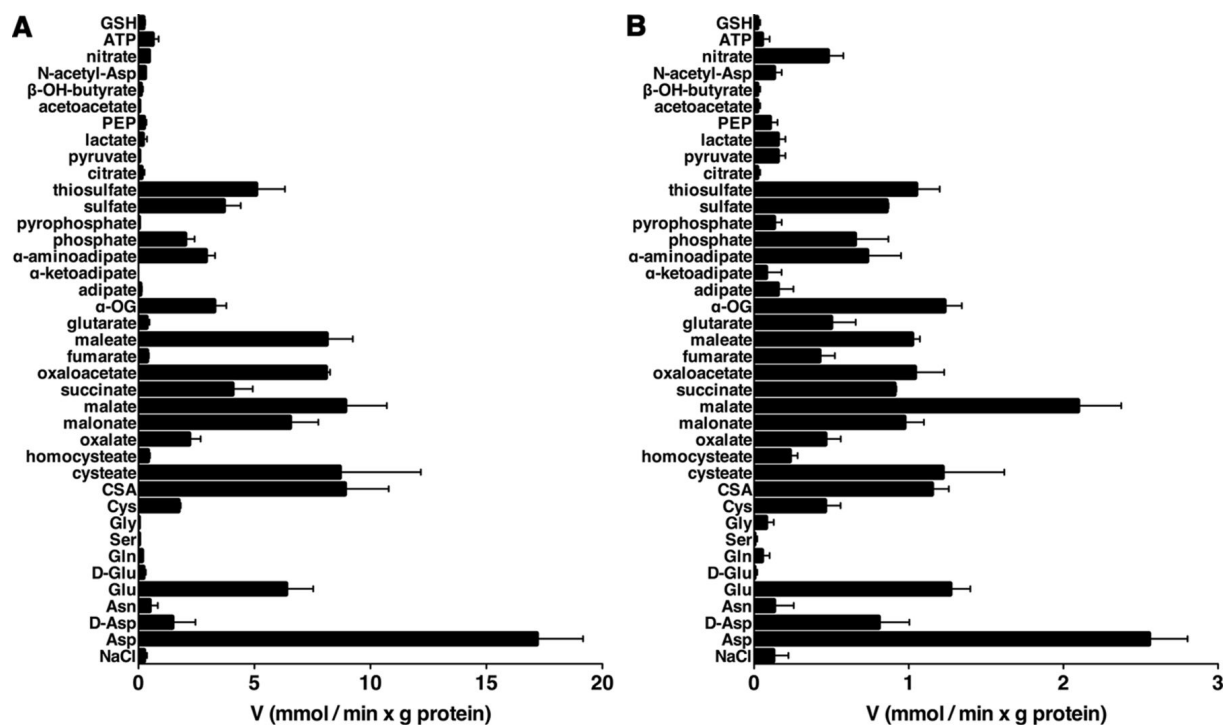 A
GSH
ATP
nitrate
N-acetyl-Asp
β-OH-butyrate
acetoacetate
PEP
lactate
pyruvate
citrate
thiosulfate
sulfate
pyrophosphate
phosphate
α-aminoadipate
α-ketoadipate
adipate
α-OG
glutarate
maleate
fumarate
oxaloacetate
succinate
malate
malonate
oxalate
homocysteate
cysteate
CSA
Cys
Gly
Ser
Gln
D-Glu
Glu
Asn
D-Asp
Asp
NaCl
0 5 10 15 20
V (mmol / min x g protein)
B
GSH
ATP
nitrate
N-acetyl-Asp
β-OH-butyrate
acetoacetate
PEP
lactate
pyruvate
citrate
thiosulfate
sulfate
pyrophosphate
phosphate
α-aminoadipate
α-ketoadipate
adipate
α-OG
glutarate
maleate
fumarate
oxaloacetate
succinate
malate
malonate
oxalate
homocysteate
cysteate
CSA
Cys
Gly
Ser
Gln
D-Glu
Glu
Asn
D-Asp
Asp
NaCl
0 1 2 3
V (mmol / min x g protein)